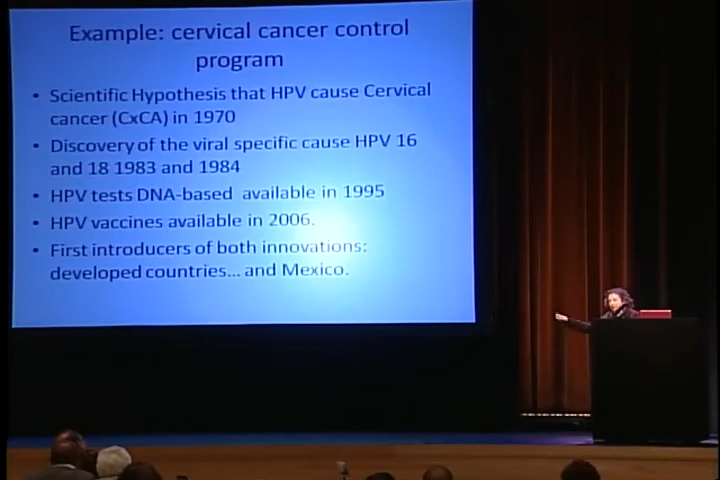 Example: cervical cancer control
program
• Scientific Hypothesis that HPV cause Cervical
cancer (CxCA) in 1970
• Discovery of the viral specific cause HPV 16
and 18 1983 and 1984
• HPV tests DNA-based available in 1995
• HPV vaccines available in 2006.
• First introducers of both innovations:
developed countries... and Mexico.